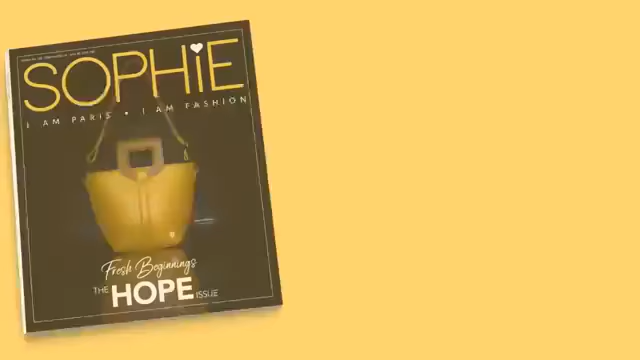 SOPHIE
I AM PARIS • I AM FASHION
Fresh Beginnings
THE HOPE ISSUE